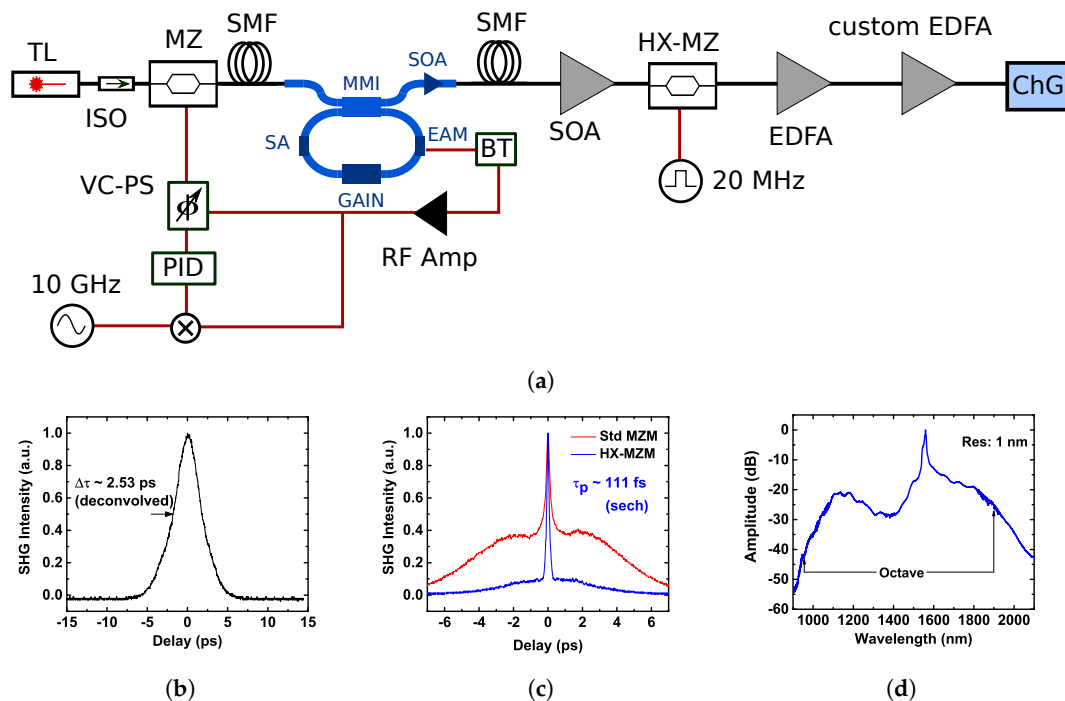 TL
ISO
MZ
SMF
MMI
SOA
SA
EAM
GAIN
BT
SMF
SOA
HX-MZ
20 MHz
EDFA
custom EDFA
ChG
VC-PS
ϕ
PID
10 GHz
RF Amp
(a)
SHG Intensity (a.u.)
1.0
0.8
0.6
0.4
0.2
0.0
Δτ ~ 2.53 ps
(deconvolved)
-15 -10 -5 0 5 10 15
Delay (ps)
(b)
SHG Intensity (a.u.)
1.0
0.8
0.6
0.4
0.2
0.0
Std MZM
HX-MZM
τp ~ 111 fs
(sech)
-6 -4 -2 0 2 4 6
Delay (ps)
(c)
Amplitude (dB)
0
-10
-20
-30
-40
-50
-60
Res: 1 nm
Octave
1000 1200 1400 1600 1800 2000
Wavelength (nm)
(d)